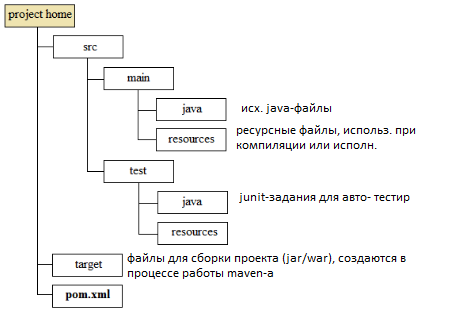 project home
src
main
java
исх. java-файлы
resources
ресурсные файлы, использ. при
компиляции или исполн.
test
java
junit-задания для авто- тестир
resources
target
файлы для сборки проекта (jar/war), создаются в
процессе работы maven-а
pom.xml